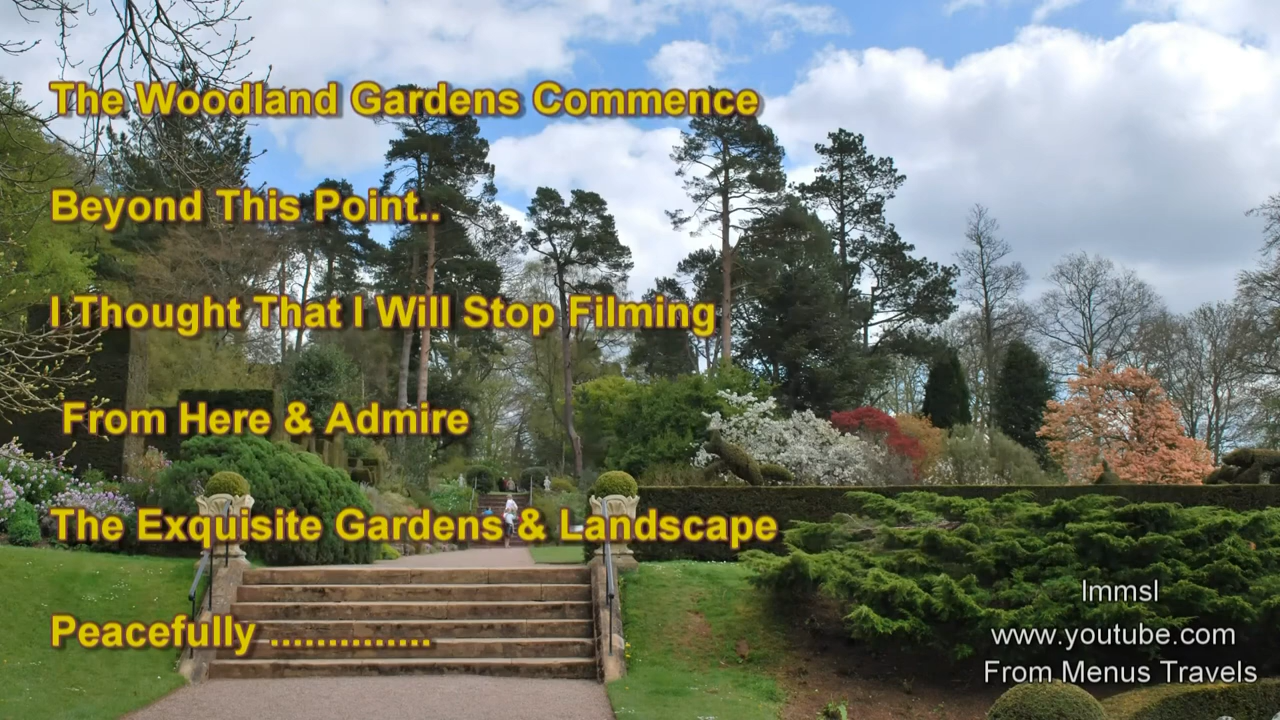 The Woodland Gardens Commence
Beyond This Point..
I Thought That I Will Stop Filming
From Here & Admire
The Exquisite Gardens & Landscape
Peacefully ..............
Immsl
www.youtube.com
From Menus Travels